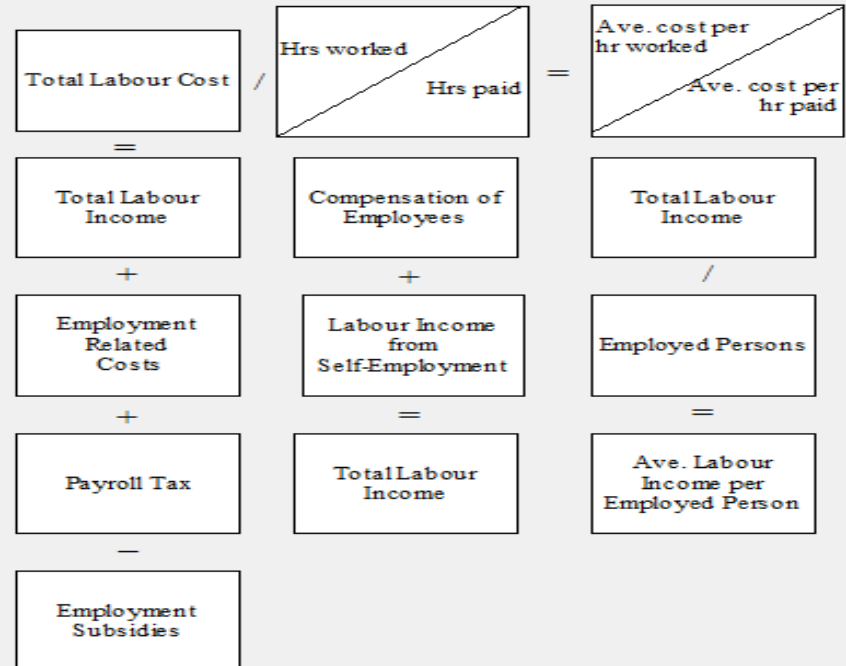 Total Labour Cost
/
Hrs worked
Hrs paid
=
Ave. cost per
hr worked
Ave. cost per
hr paid
=
Total Labour
Income
Compensation of
Employees
Total Labour
Income
+
+
/
Employment
Related
Costs
Labour Income
from
Self-Employment
Employed Persons
+
=
=
Payroll Tax
Total Labour
Income
Ave. Labour
Income per
Employed Person
−
Employment
Subsidies